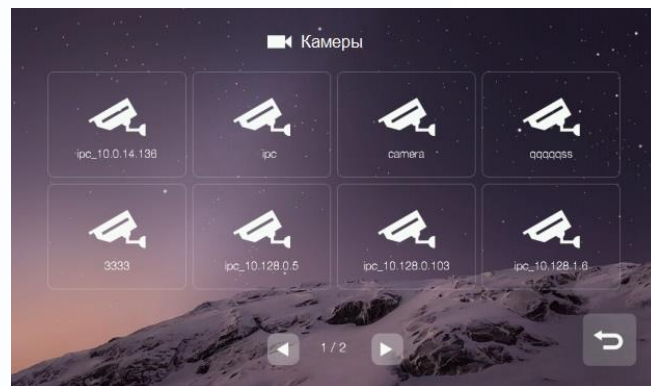 Камеры
ipc_10.0.14.136
ipc
camera
qqqqqss
3333
ipc_10.128.0.5
ipc_10.128.0.103
ipc_10.128.1.6
1 / 2